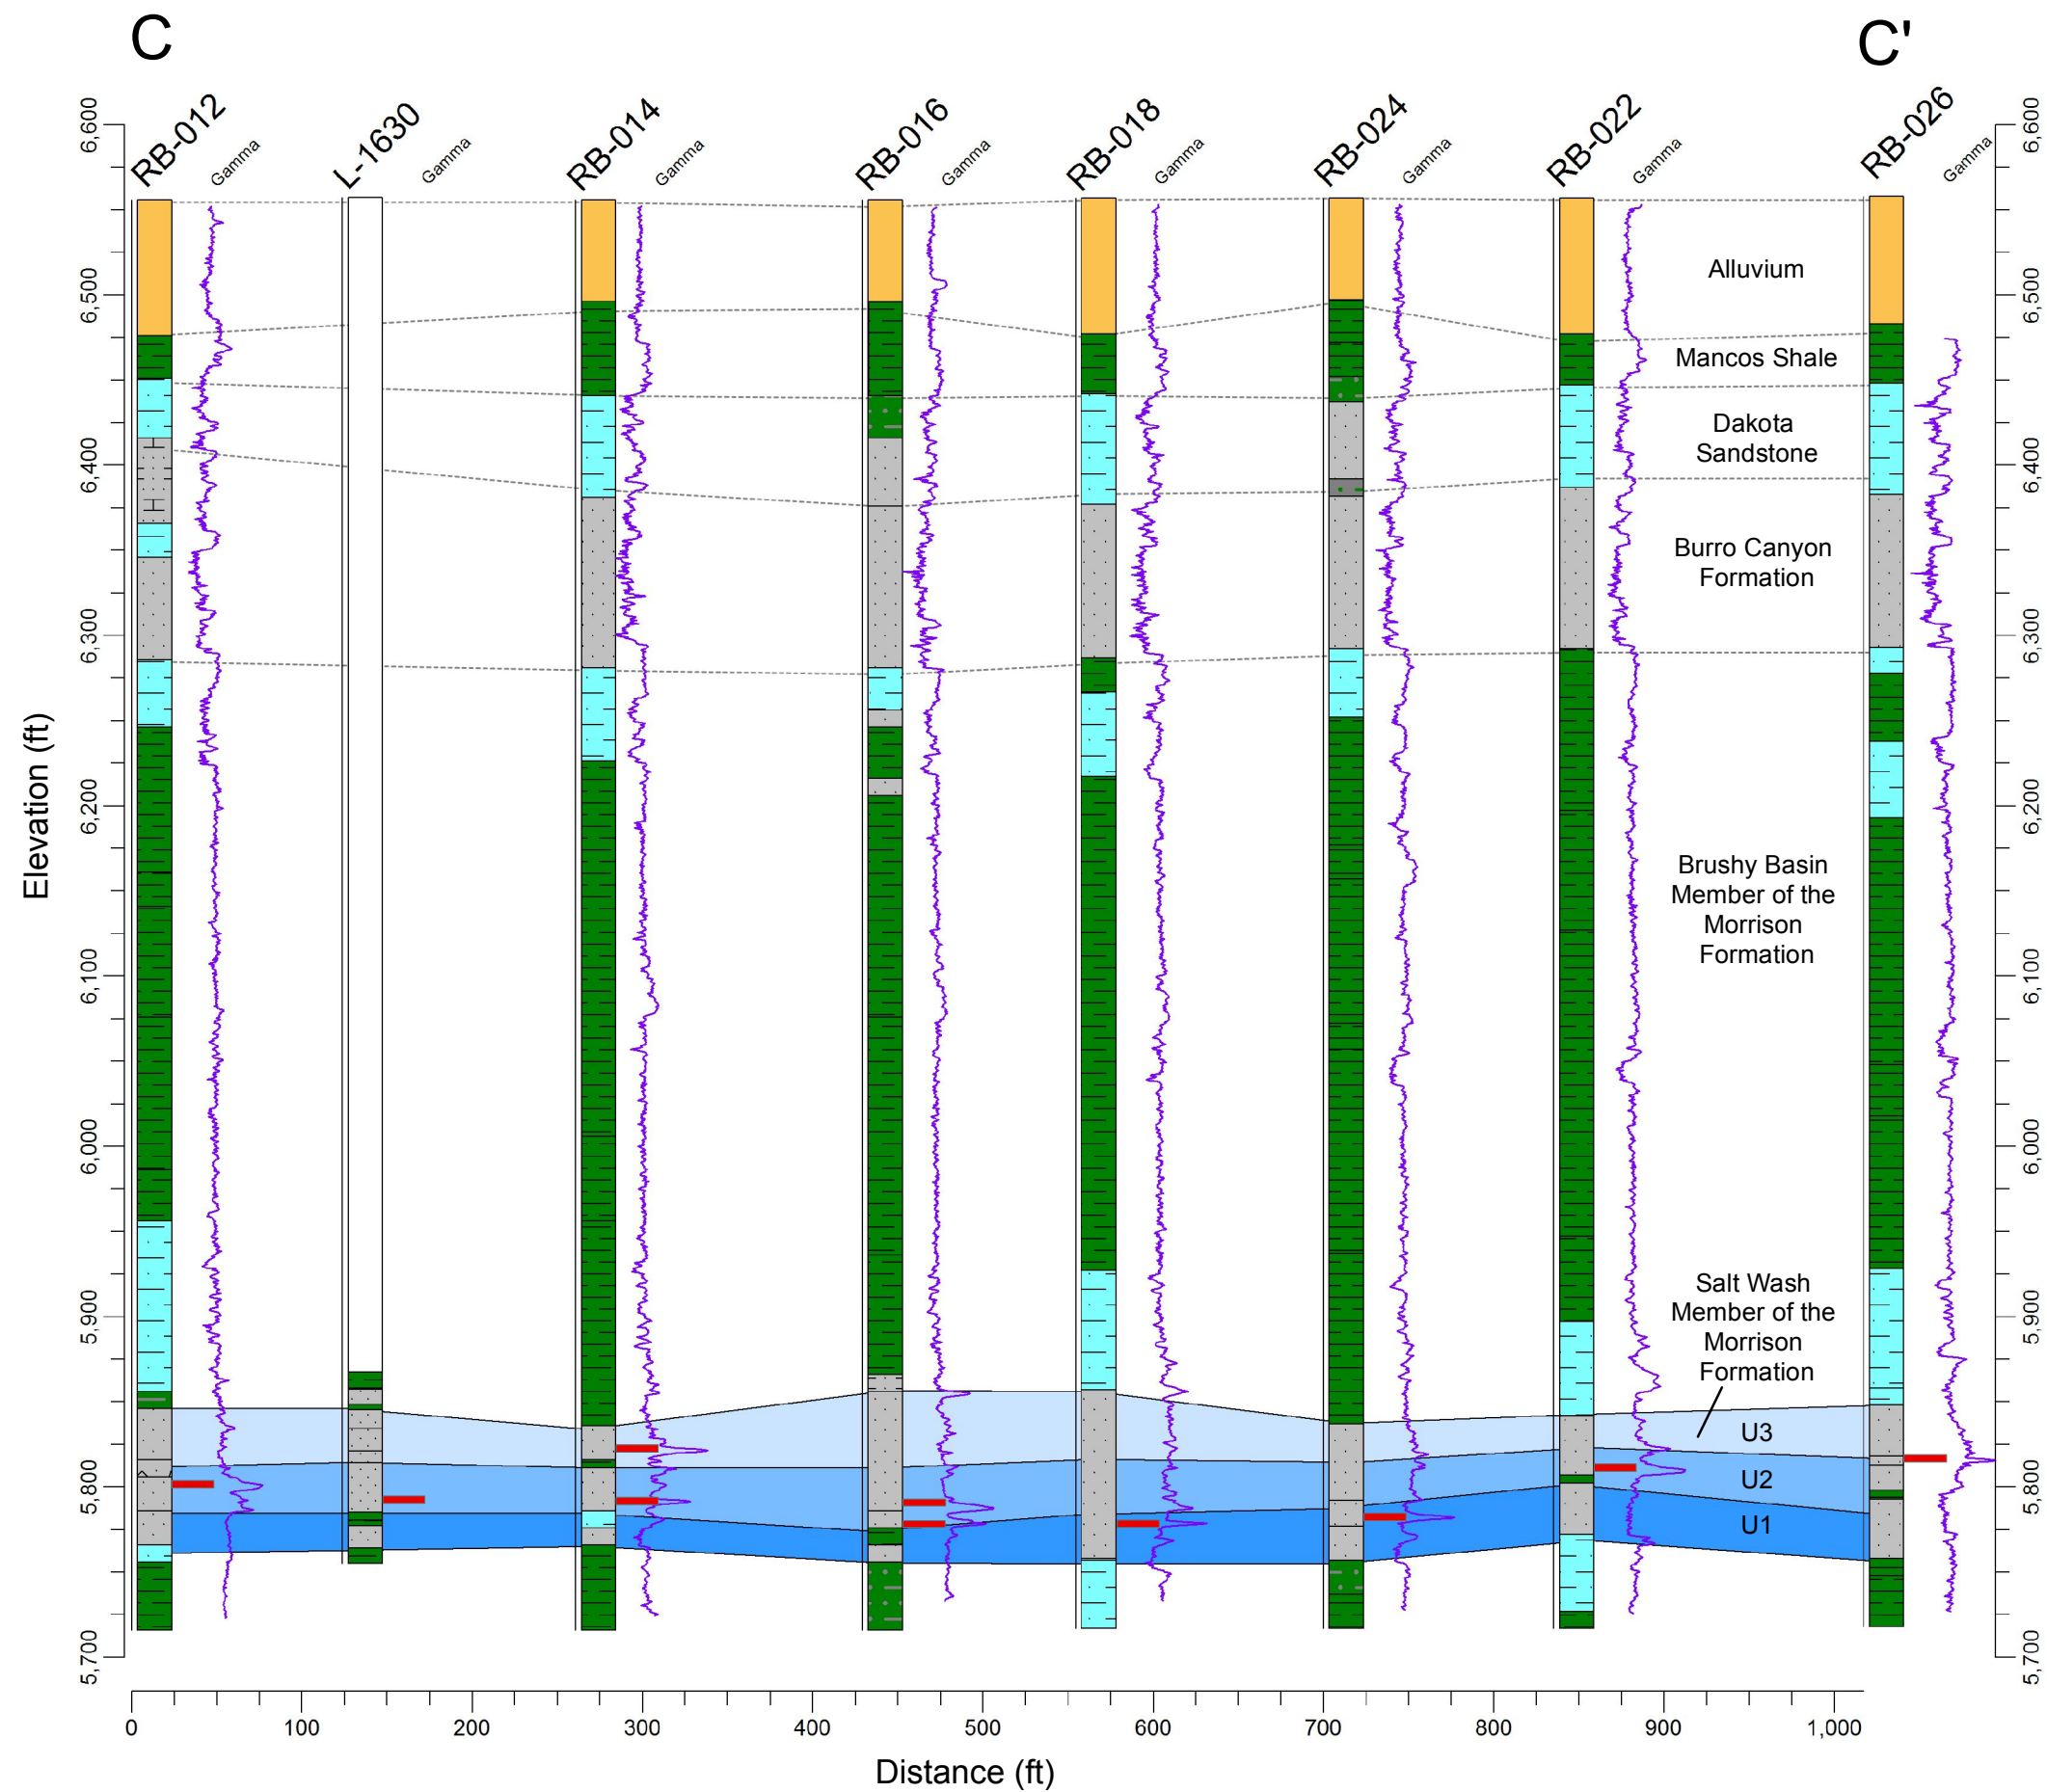 C
C'
RB-012
Gamma
L-1630
Gamma
RB-014
Gamma
RB-016
Gamma
RB-018
Gamma
RB-024
Gamma
RB-022
Gamma
RB-026
Gamma
6,600
6,500
6,400
6,300
6,200
6,100
6,000
5,900
5,800
5,700
Elevation (ft)
Alluvium
Mancos Shale
Dakota
Sandstone
Burro Canyon
Formation
Brushy Basin
Member of the
Morrison
Formation
Salt Wash
Member of the
Morrison
Formation
U3
U2
U1
6,600
6,500
6,400
6,300
6,200
6,100
6,000
5,900
5,800
5,700
0
100
200
300
400
500
600
700
800
900
1,000
Distance (ft)